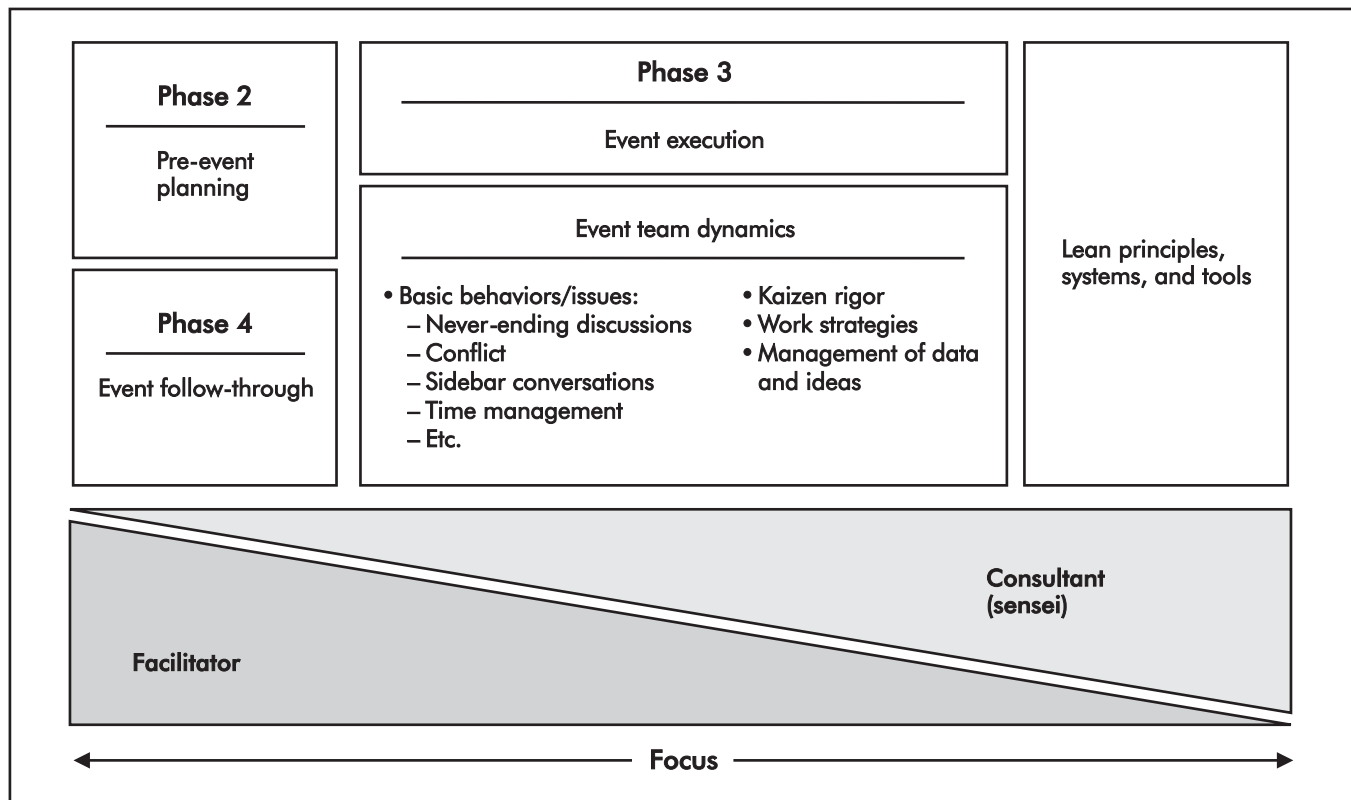 Phase 2
Pre-event
planning
Phase 4
Event follow-through
Phase 3
Event execution
Event team dynamics
• Basic behaviors/issues:
– Never-ending discussions
– Conflict
– Sidebar conversations
– Time management
– Etc.
• Kaizen rigor
• Work strategies
• Management of data
and ideas
Lean principles,
systems, and tools
Consultant
(sensei)
Facilitator
Focus